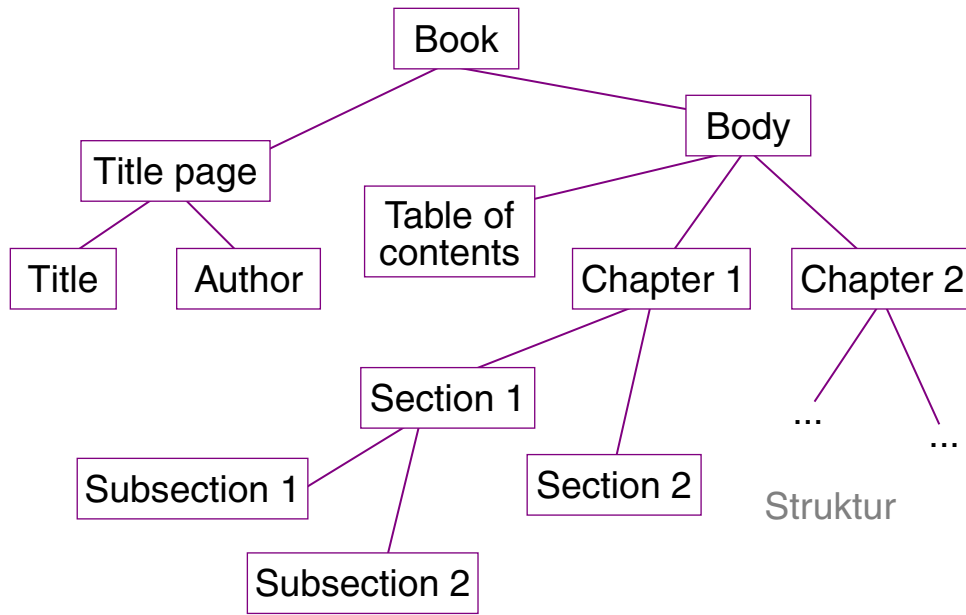 Book
Body
Title page
Table of
contents
Title
Author
Chapter 1
Chapter 2
Section 1
...
...
Subsection 1
Section 2
Struktur
Subsection 2